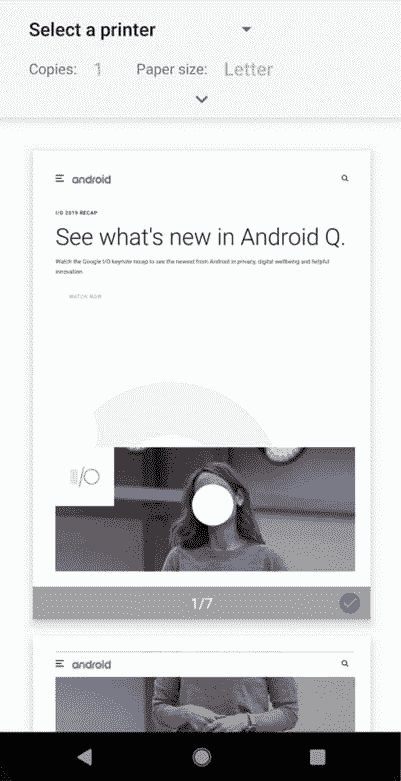 Select a printer
Copies: 1 Paper size: Letter
android
I/O 2019 RECAP
See what's new in Android Q.
Watch the Google I/O keynote recap to see the newest from Android in privacy, digital wellbeing and helpful
innovation.
WATCH NOW
I/O
1/7
android